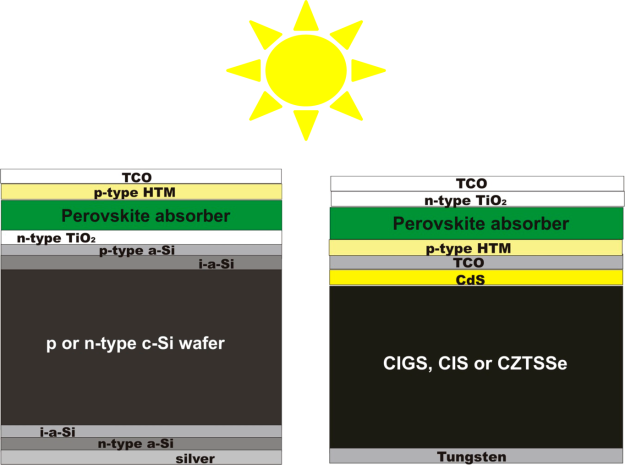 TCO
p-type HTM
Perovskite absorber
n-type TiO₂
p-type a-Si
i-a-Si
p or n-type c-Si wafer
i-a-Si
n-type a-Si
silver
TCO
n-type TiO₂
Perovskite absorber
p-type HTM
TCO
CdS
CIGS, CIS or CZTSSe
Tungsten